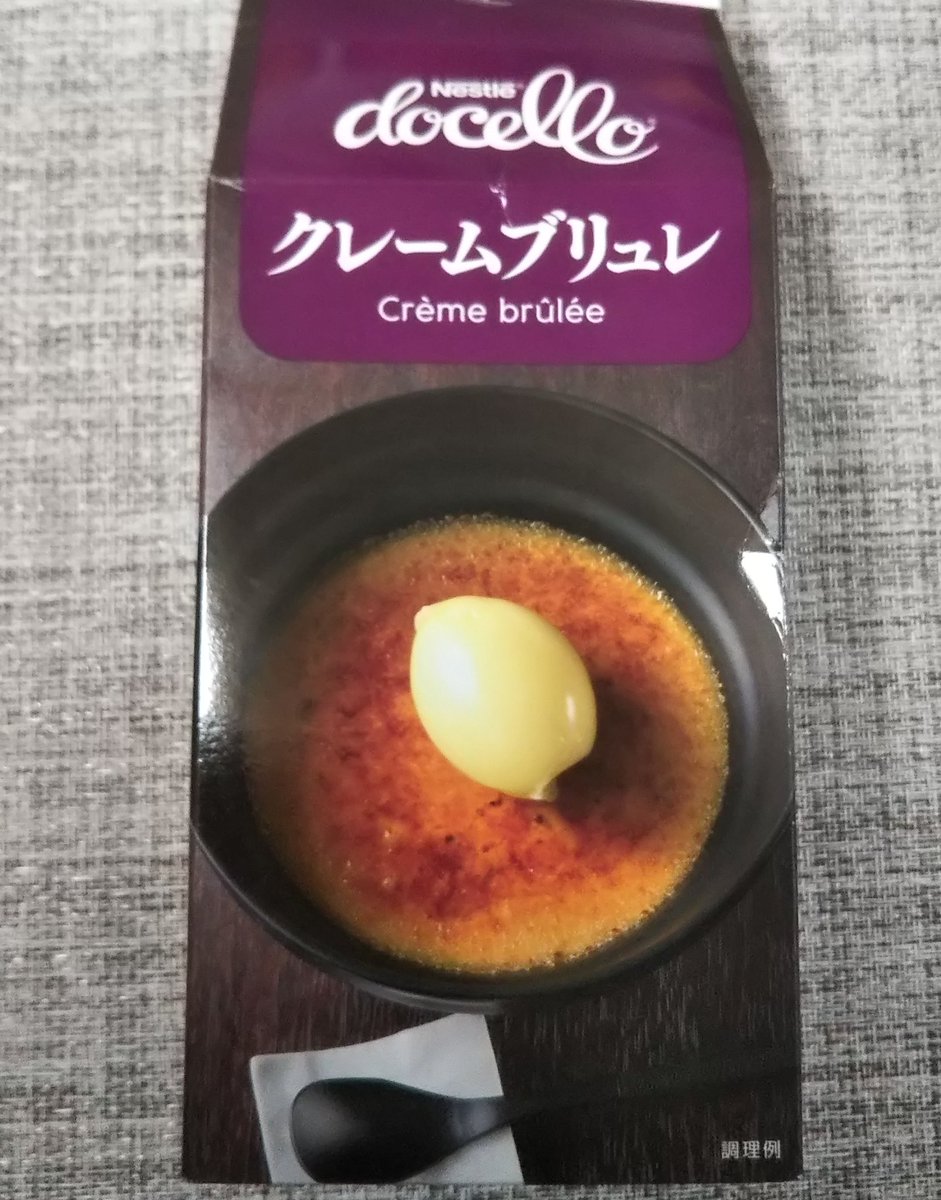 Nestlé
docello
クレームブリュレ
Crème brûlée
調理例